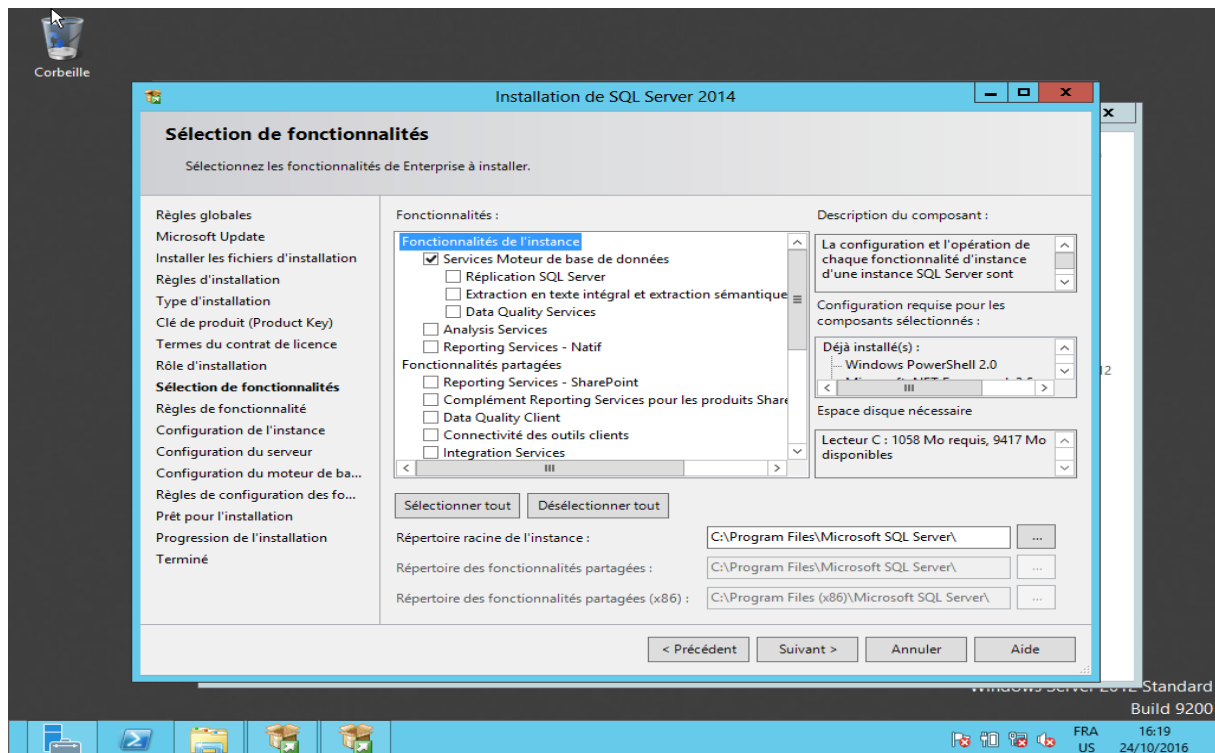 Corbeille
Installation de SQL Server 2014
Sélection de fonctionnalités
Sélectionnez les fonctionnalités de Enterprise à installer.
Règles globales
Microsoft Update
Installer les fichiers d'installation
Règles d'installation
Type d'installation
Clé de produit (Product Key)
Termes du contrat de licence
Rôle d'installation
Sélection de fonctionnalités
Règles de fonctionnalité
Configuration de l'instance
Configuration du serveur
Configuration du moteur de ba...
Règles de configuration des fo...
Prêt pour l'installation
Progression de l'installation
Terminé
Fonctionnalités :
Fonctionnalités de l'instance
Services Moteur de base de données
Réplication SQL Server
Extraction en texte intégral et extraction sémantique
Data Quality Services
Analysis Services
Reporting Services - Natif
Fonctionnalités partagées
Reporting Services - SharePoint
Complément Reporting Services pour les produits Share
Data Quality Client
Connectivité des outils clients
Integration Services
Sélectionner tout
Désélectionner tout
Description du composant :
La configuration et l'opération de
chaque fonctionnalité d'instance
d'une instance SQL Server sont
Configuration requise pour les
composants sélectionnés :
Déjà installé(s) :
Windows PowerShell 2.0
Espace disque nécessaire
Lecteur C : 1058 Mo requis, 9417 Mo
disponibles
Répertoire racine de l'instance :
C:\Program Files\Microsoft SQL Server\
...
Répertoire des fonctionnalités partagées :
C:\Program Files\Microsoft SQL Server\
...
Répertoire des fonctionnalités partagées (x86) :
C:\Program Files (x86)\Microsoft SQL Server\
...
< Précédent
Suivant >
Annuler
Aide
12
Windows Server 2012 Standard
Build 9200
FRA
US
16:19
24/10/2016